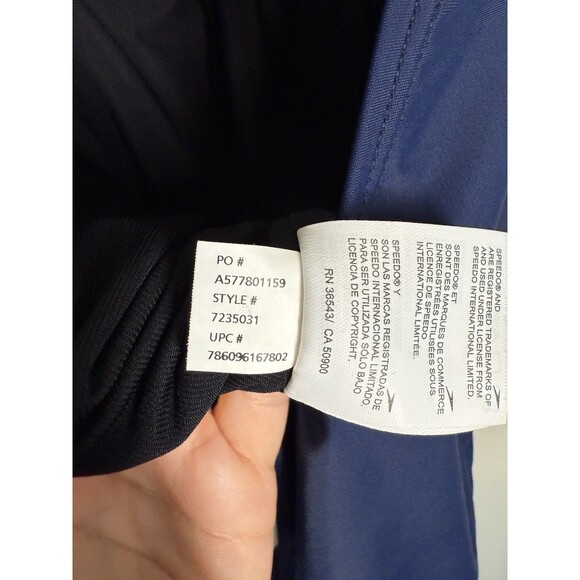 PO #
A577801159
STYLE #
7235031
UPC #
786096167802
SPEEDO® Y
SON LAS MARCAS REGISTRADAS DE
SPEEDO INTERNACIONAL LIMITADO,
PARA SER UTILIZADA SÓLO BAJO
LICENCIA DE COPYRIGHT.
RN 36543/ CA 50900
SPEEDO® ET
SONT DES MARQUES DE COMMERCE
ENREGISTRÉES UTILISÉES SOUS
LICENCE DE SPEEDO
INTERNATIONAL LIMITÉE.
SPEEDO® AND
ARE REGISTERED TRADEMARKS OF
AND USED UNDER LICENSE FROM
SPEEDO INTERNATIONAL LIMITED.